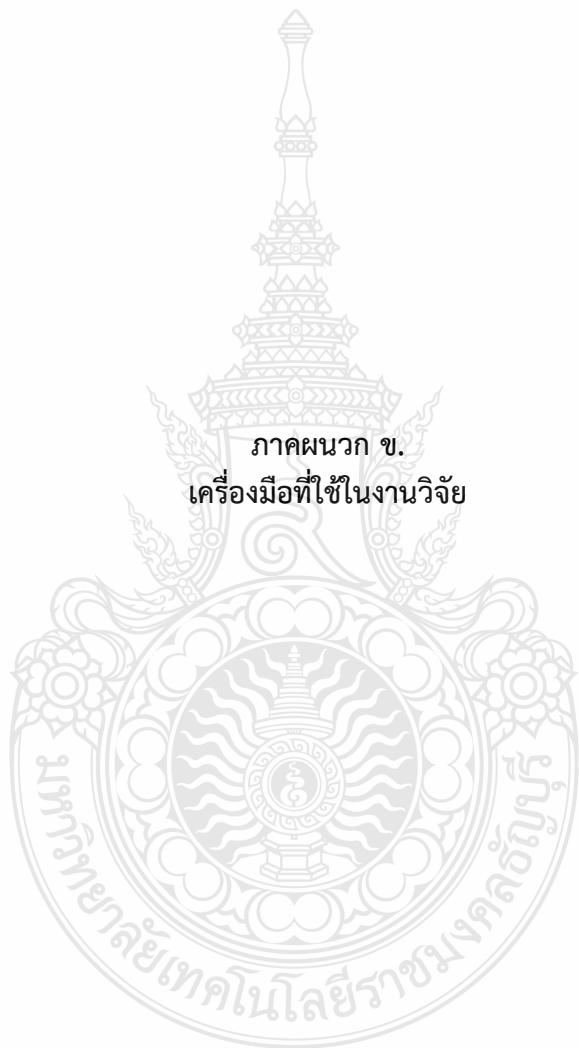 ภาคผนวก ข.
เครื่องมือที่ใช้ในงานวิจัย
มหาวิทยาลัยเทคโนโลยีราชมงคลธัญบุรี